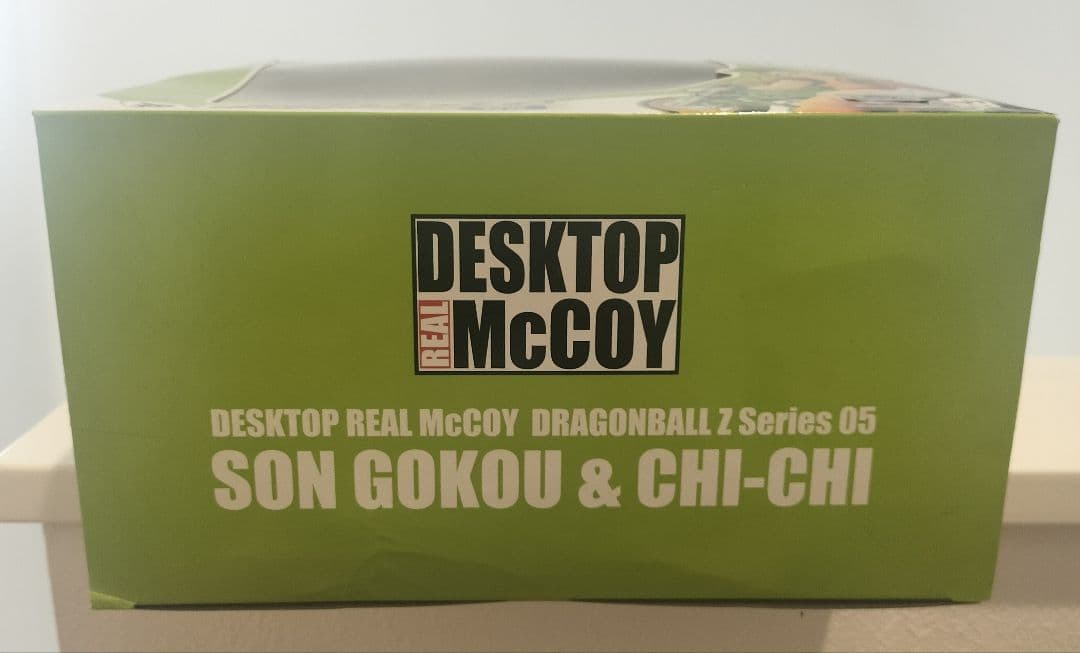 DESKTOP
REAL McCOY
DESKTOP REAL McCOY DRAGONBALL Z Series 05
SON GOKOU & CHI-CHI